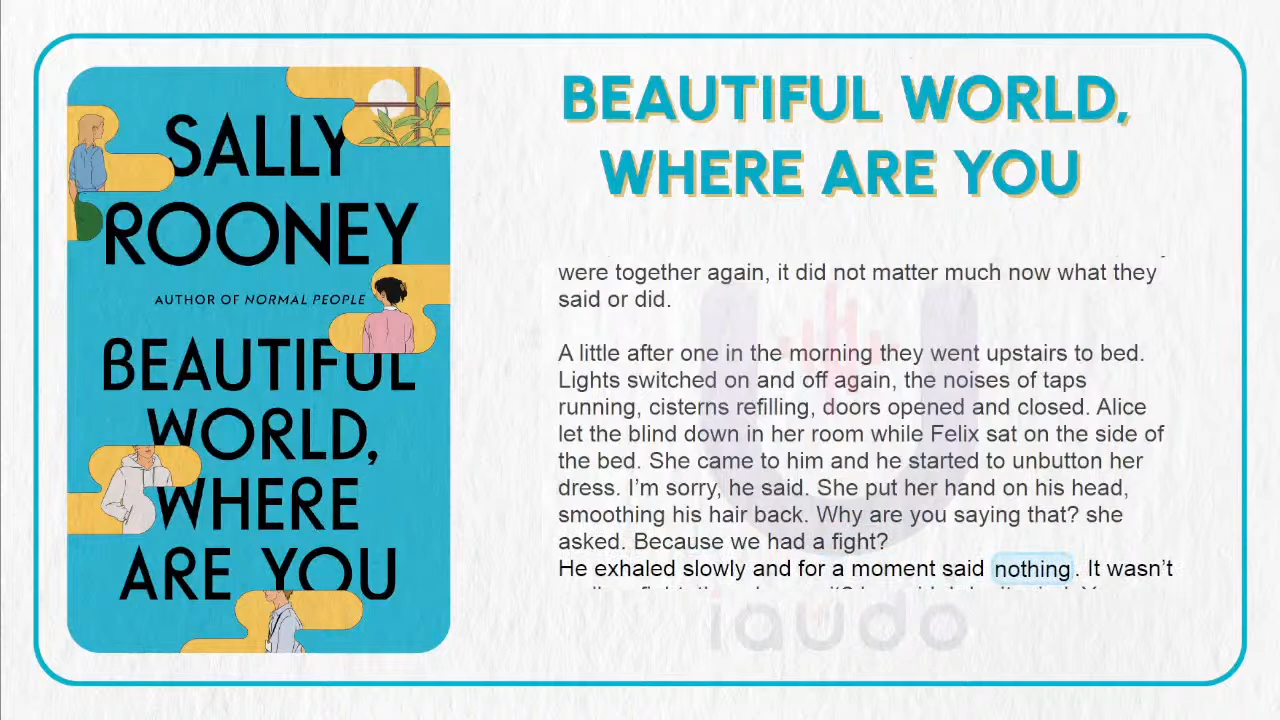 SALLY
ROONEY
AUTHOR OF NORMAL PEOPLE
BEAUTIFUL
WORLD,
WHERE
ARE YOU
BEAUTIFUL WORLD,
WHERE ARE YOU
were together again, it did not matter much now what they
said or did.
A little after one in the morning they went upstairs to bed.
Lights switched on and off again, the noises of taps
running, cisterns refilling, doors opened and closed. Alice
let the blind down in her room while Felix sat on the side of
the bed. She came to him and he started to unbutton her
dress. I’m sorry, he said. She put her hand on his head,
smoothing his hair back. Why are you saying that? she
asked. Because we had a fight?
He exhaled slowly and for a moment said nothing. It wasn’t
iaudo